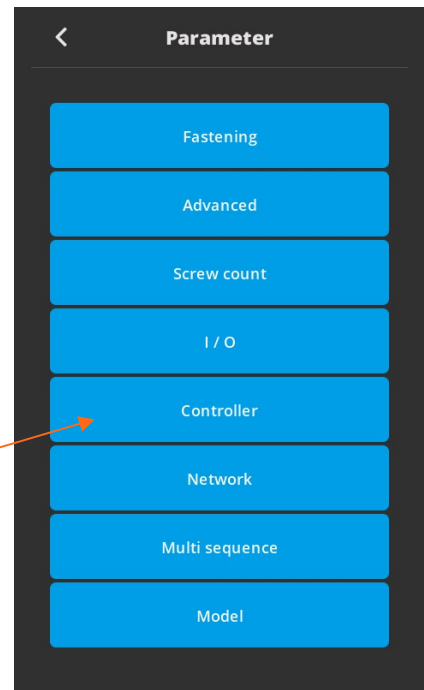 Parameter
Fastening
Advanced
Screw count
I / O
Controller
Network
Multi sequence
Model